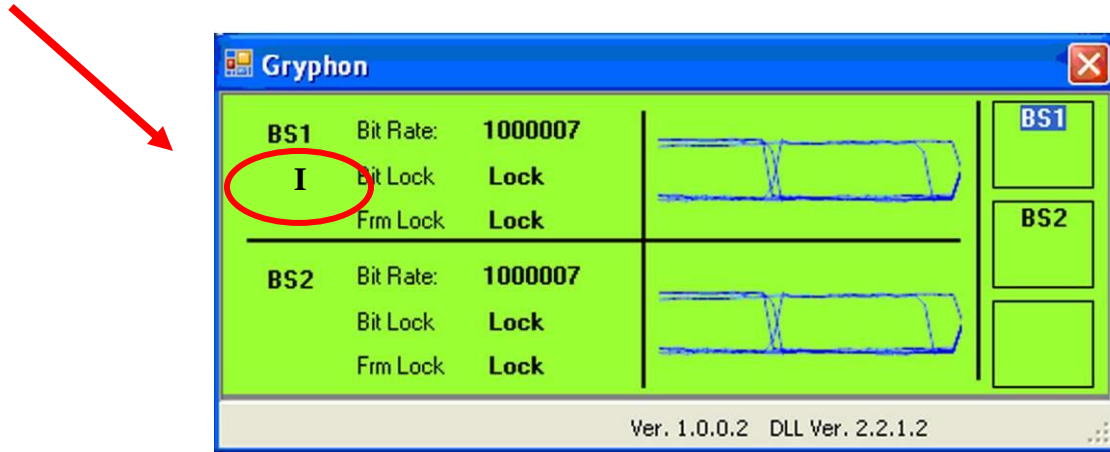 Gryphon
BS1 Bit Rate: 1000007
I Bit Lock Lock
Frm Lock Lock
BS2 Bit Rate: 1000007
Bit Lock Lock
Frm Lock Lock
BS1
BS2
Ver. 1.0.0.2 DLL Ver. 2.2.1.2